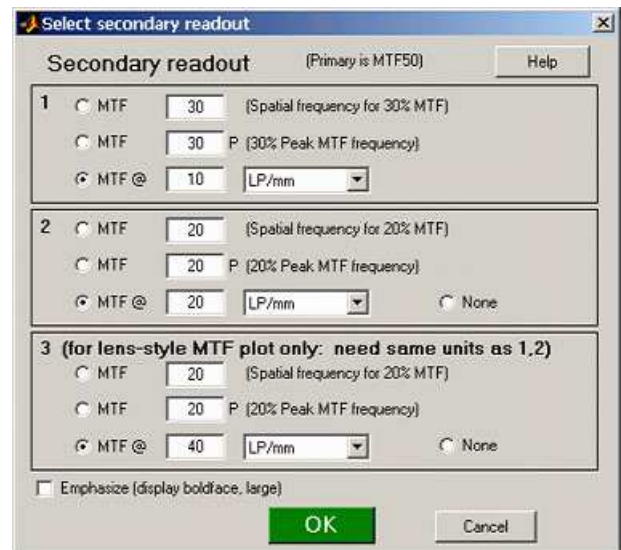 Select secondary readout
Secondary readout (Primary is MTF50) Help
1 MTF 30 (Spatial frequency for 30% MTF)
MTF 30 P (30% Peak MTF frequency)
MTF @ 10 LP/mm
2 MTF 20 (Spatial frequency for 20% MTF)
MTF 20 P (20% Peak MTF frequency)
MTF @ 20 LP/mm None
3 (for lens-style MTF plot only: need same units as 1,2)
MTF 20 (Spatial frequency for 20% MTF)
MTF 20 P (20% Peak MTF frequency)
MTF @ 40 LP/mm None
Emphasize (display boldface, large)
OK Cancel